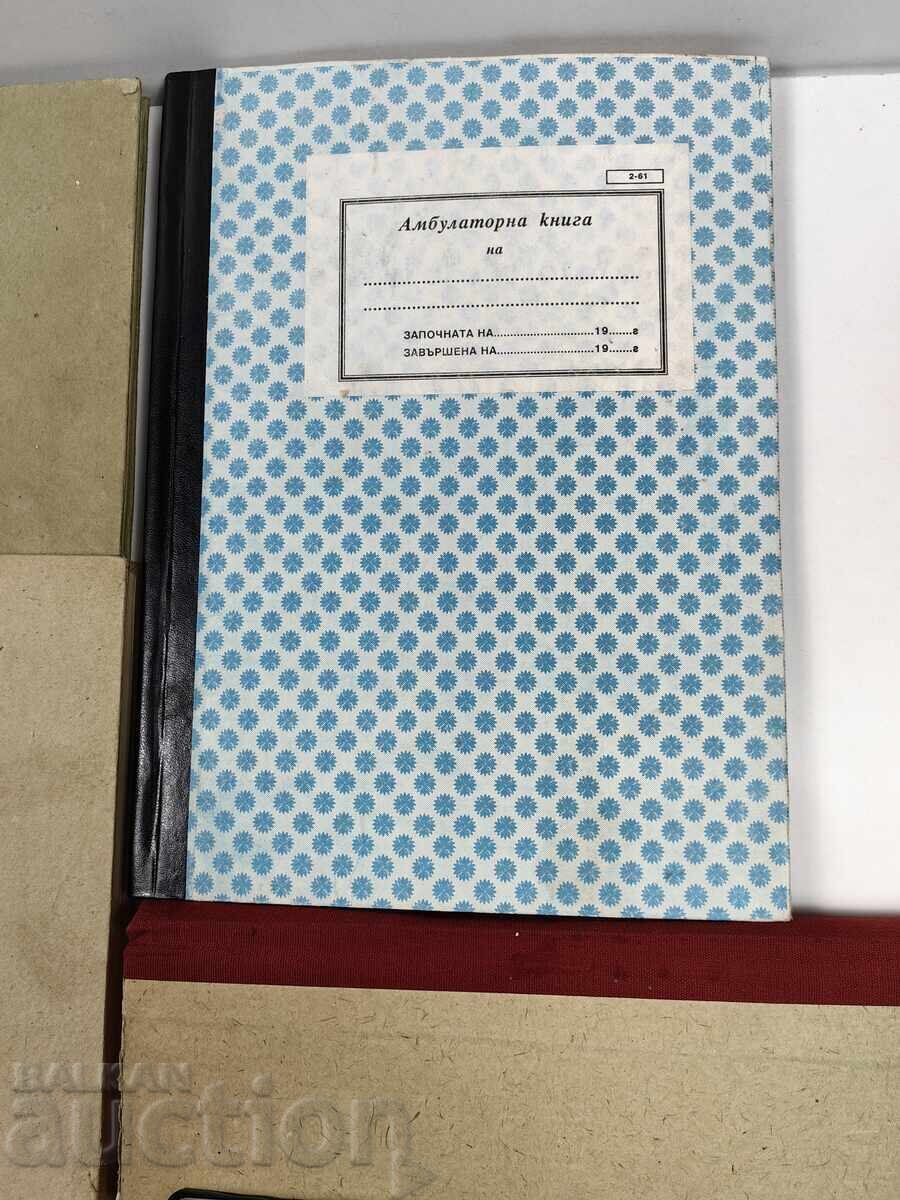 2-61
Амбулаторна книга
на
........................................................
........................................................
ЗАПОЧНАТА НА..............................19.......г
ЗАВЪРШЕНА НА..............................19.......г
BALKAN
auction